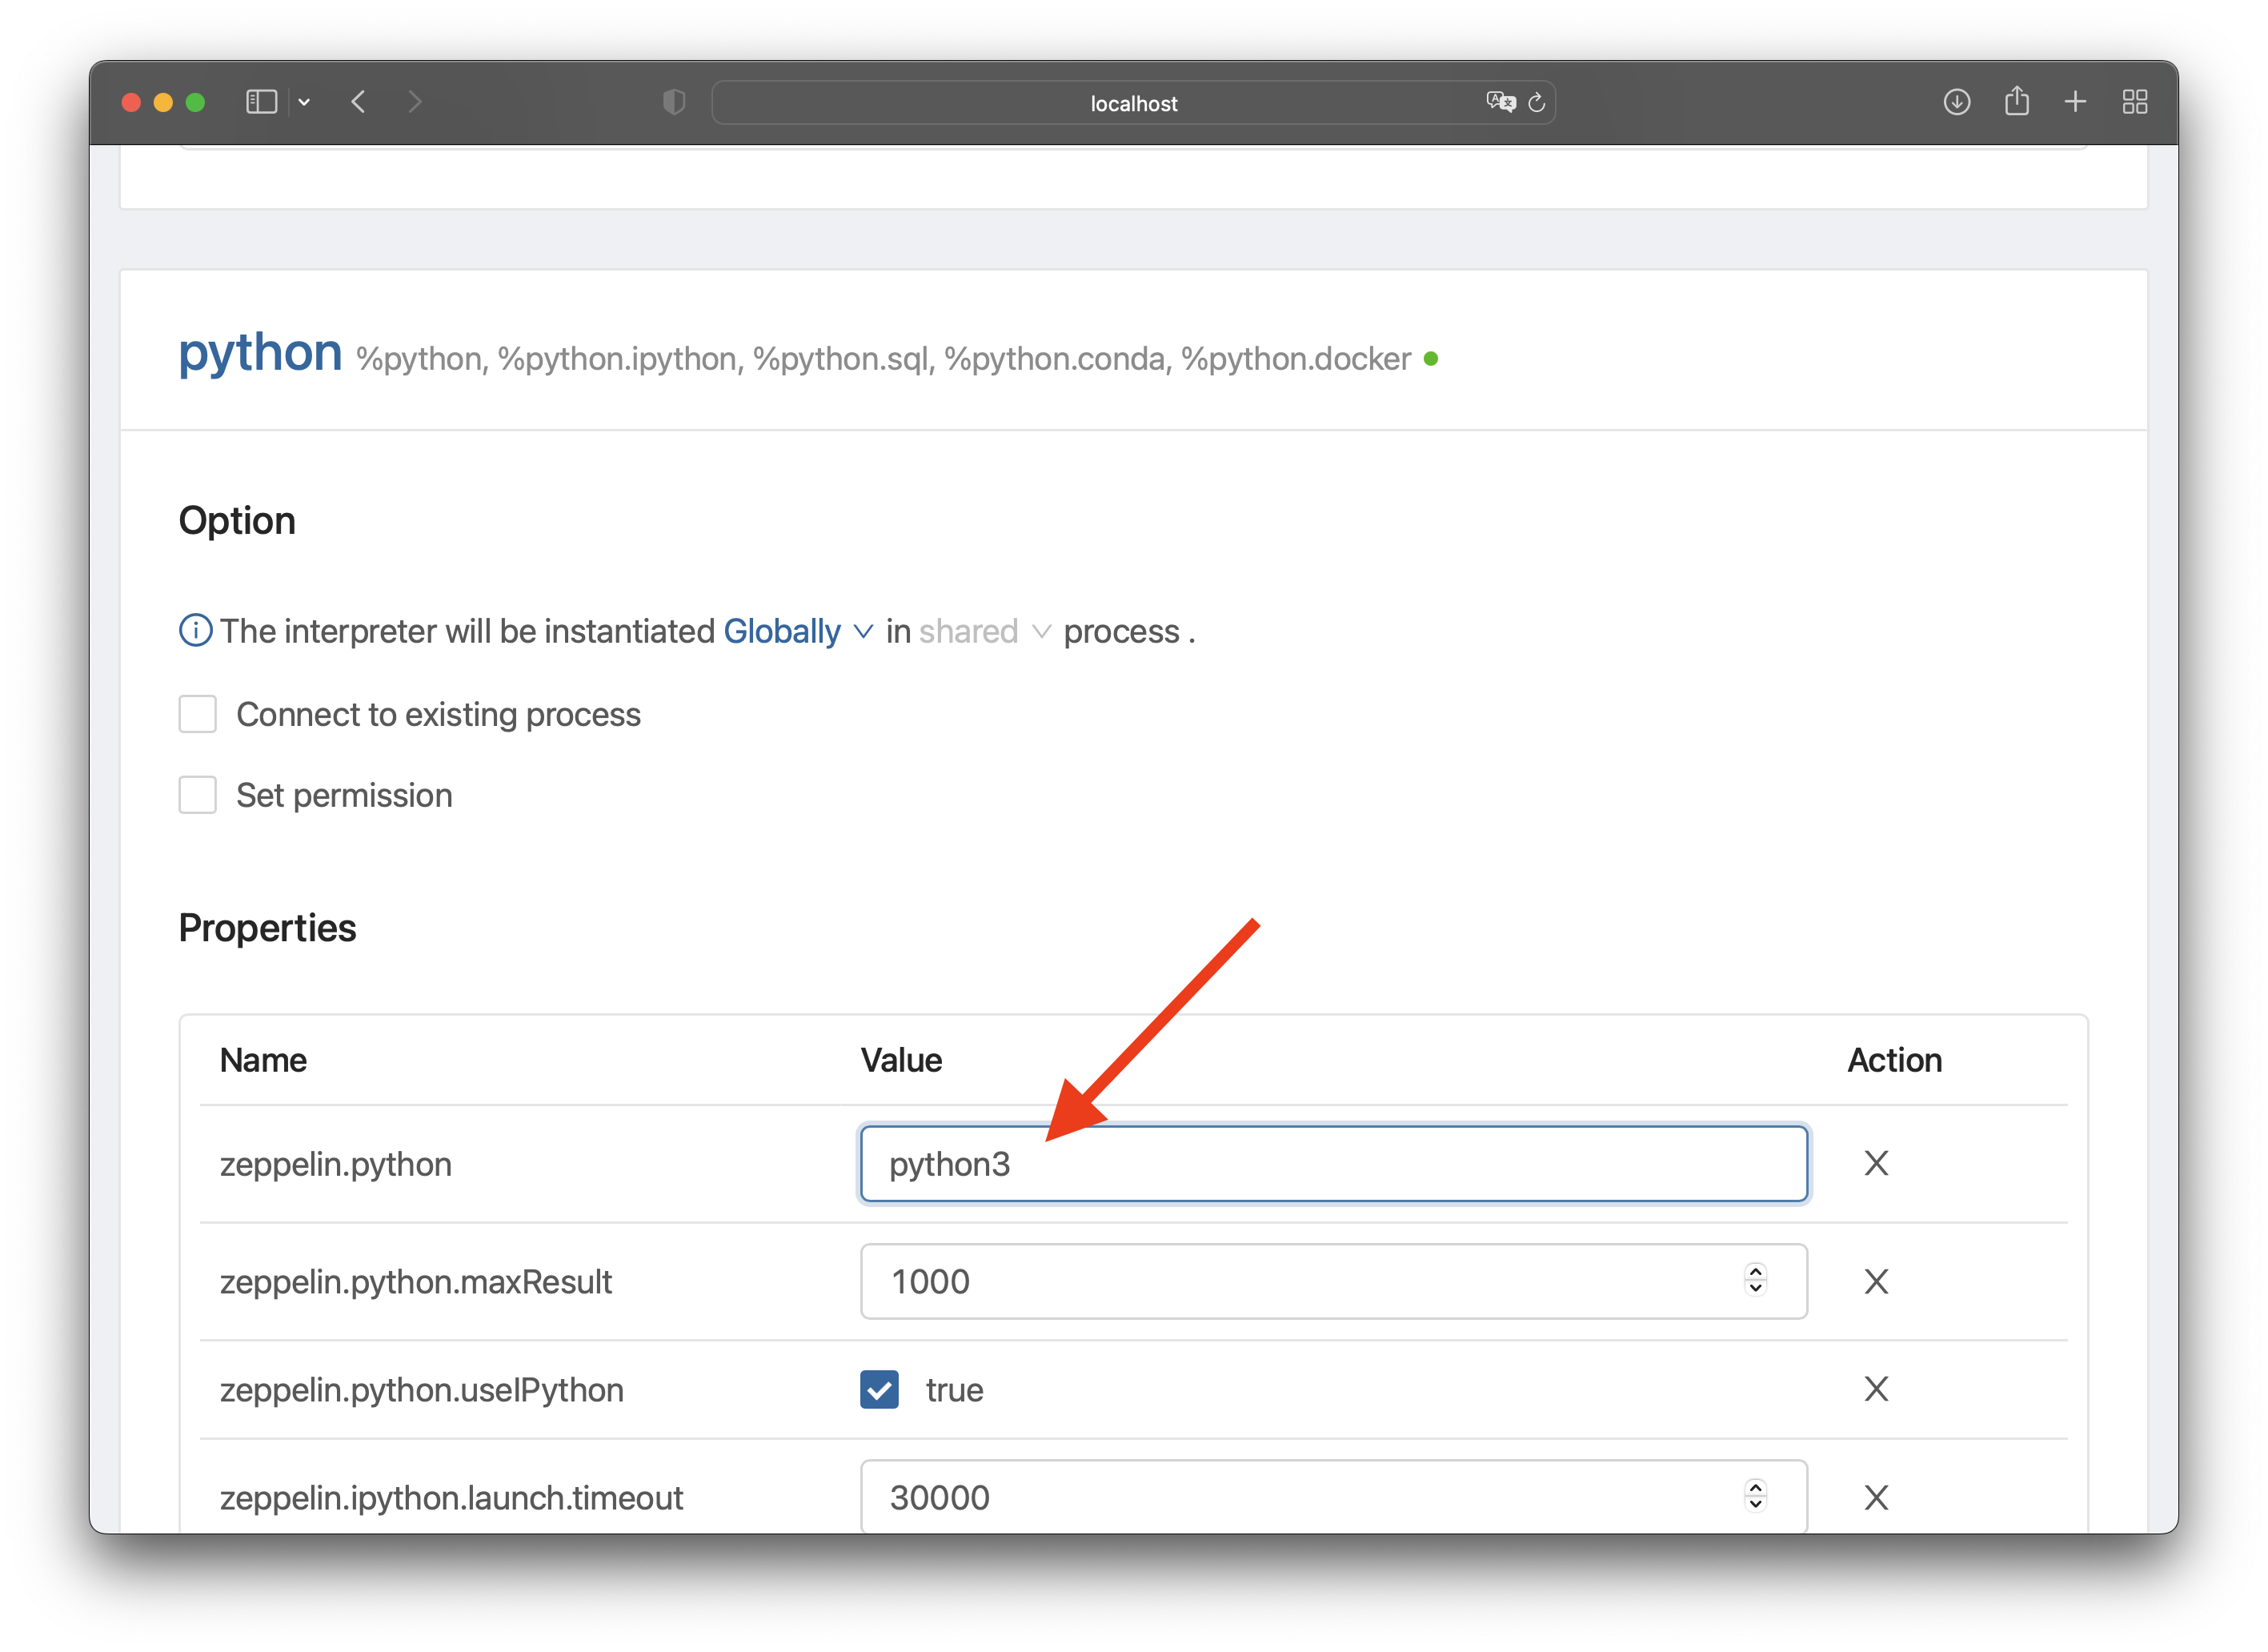 localhost
python %python, %python.ipython, %python.sql, %python.conda, %python.docker
Option
The interpreter will be instantiated Globally in shared process .
Connect to existing process
Set permission
Properties
Name Value Action
zeppelin.python python3 X
zeppelin.python.maxResult 1000 X
zeppelin.python.useIPython true X
zeppelin.ipython.launch.timeout 30000 X